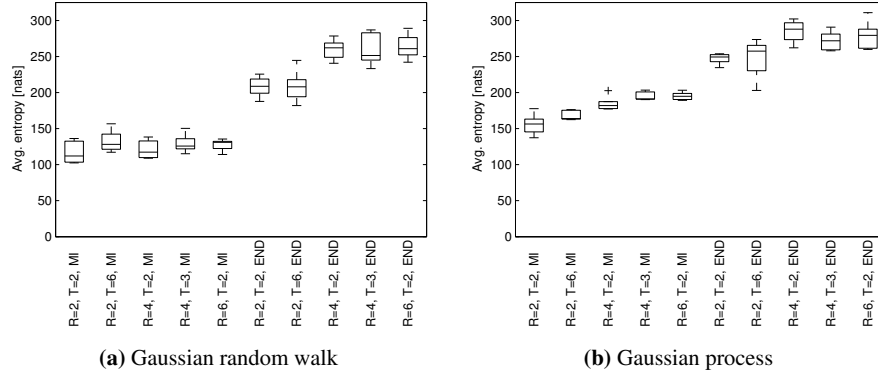 Avg. entropy [nats]
300
250
200
150
100
50
0
R=2, T=2, MI
R=2, T=6, MI
R=4, T=2, MI
R=4, T=3, MI
R=6, T=2, MI
R=2, T=2, END
R=2, T=6, END
R=4, T=2, END
R=4, T=3, END
R=6, T=2, END
(a) Gaussian random walk
Avg. entropy [nats]
300
250
200
150
100
50
0
R=2, T=2, MI
R=2, T=6, MI
R=4, T=2, MI
R=4, T=3, MI
R=6, T=2, MI
R=2, T=2, END
R=2, T=6, END
R=4, T=2, END
R=4, T=3, END
R=6, T=2, END
(b) Gaussian process